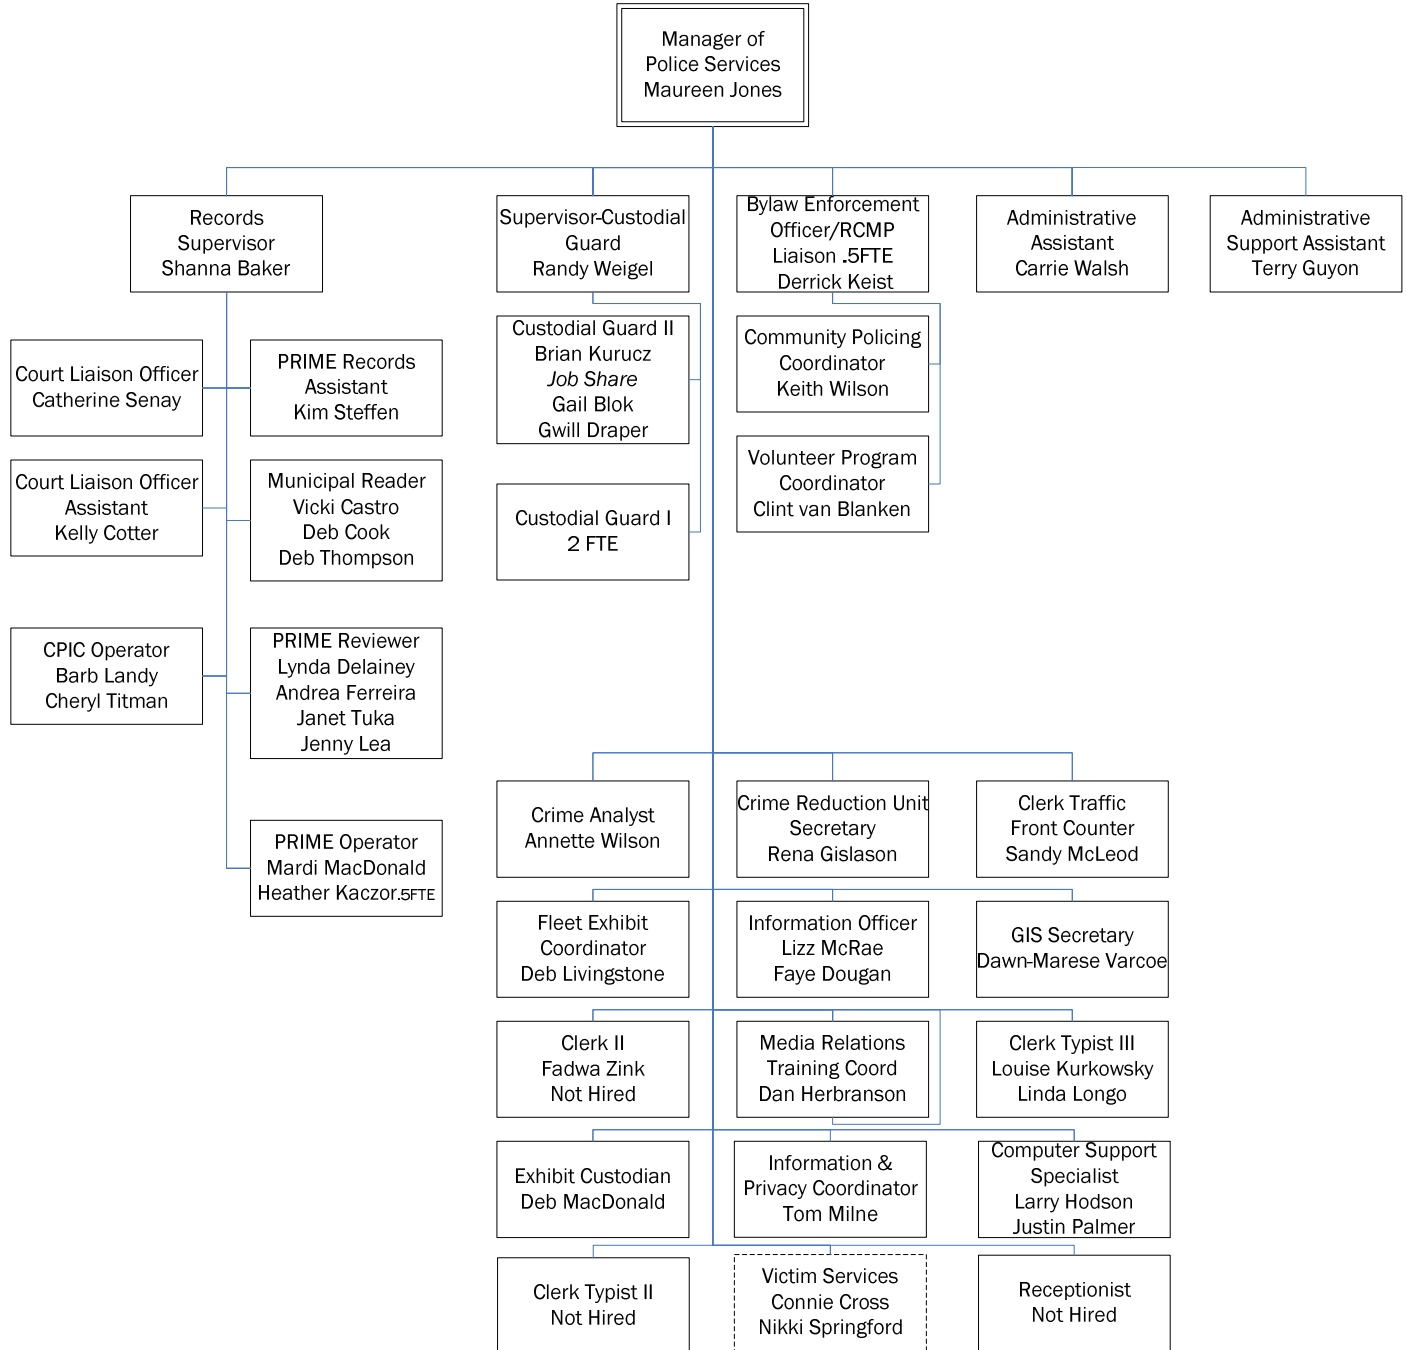 Manager of
Police Services
Maureen Jones
Records
Supervisor
Shanna Baker
Supervisor-Custodial
Guard
Randy Weigel
Bylaw Enforcement
Officer/RCMP
Liaison .5FTE
Derrick Keist
Administrative
Assistant
Carrie Walsh
Administrative
Support Assistant
Terry Guyon
Court Liaison Officer
Catherine Senay
PRIME Records
Assistant
Kim Steffen
Custodial Guard II
Brian Kurucz
Job Share
Gail Blok
Gwill Draper
Community Policing
Coordinator
Keith Wilson
Court Liaison Officer
Assistant
Kelly Cotter
Municipal Reader
Vicki Castro
Deb Cook
Deb Thompson
Custodial Guard I
2 FTE
Volunteer Program
Coordinator
Clint van Blanken
CPIC Operator
Barb Landy
Cheryl Titman
PRIME Reviewer
Lynda Delainey
Andrea Ferreira
Janet Tuka
Jenny Lea
PRIME Operator
Mardi MacDonald
Heather Kaczor.5FTE
Crime Analyst
Annette Wilson
Crime Reduction Unit
Secretary
Rena Gislason
Clerk Traffic
Front Counter
Sandy McLeod
Fleet Exhibit
Coordinator
Deb Livingstone
Information Officer
Lizz McRae
Faye Dougan
GIS Secretary
Dawn-Marese Varcoe
Clerk II
Fadwa Zink
Not Hired
Media Relations
Training Coord
Dan Herbranson
Clerk Typist III
Louise Kurkowsky
Linda Longo
Exhibit Custodian
Deb MacDonald
Information &
Privacy Coordinator
Tom Milne
Computer Support
Specialist
Larry Hodson
Justin Palmer
Clerk Typist II
Not Hired
Victim Services
Connie Cross
Nikki Springford
Receptionist
Not Hired